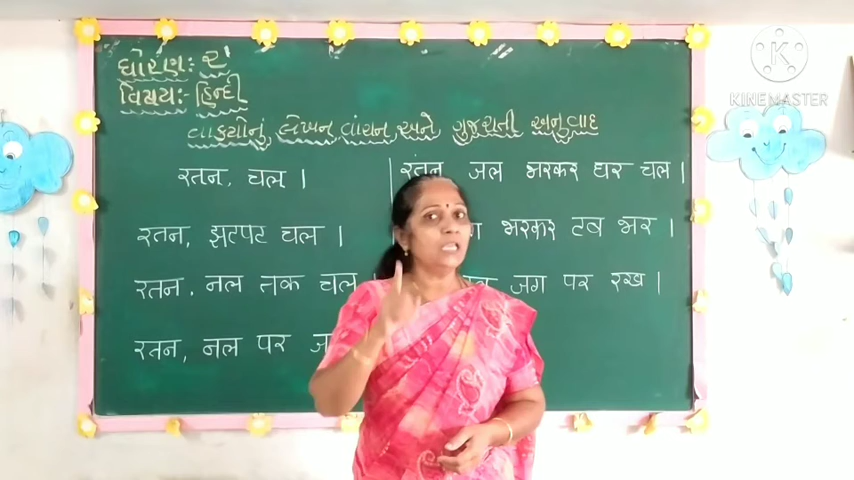 ધોરણ: ૨
વિષય:- હિન્દી
વાક્યોનું લેખન વાંચન અને ગુજરાતી અનુવાદ
रतन, चल ।
रतन, झटपट चल ।
रतन, नल तक चल
रतन, नल पर
रतन जल भरकर घर चल ।
भरकर टब भर ।
जग पर रख ।
K
KINEMASTER